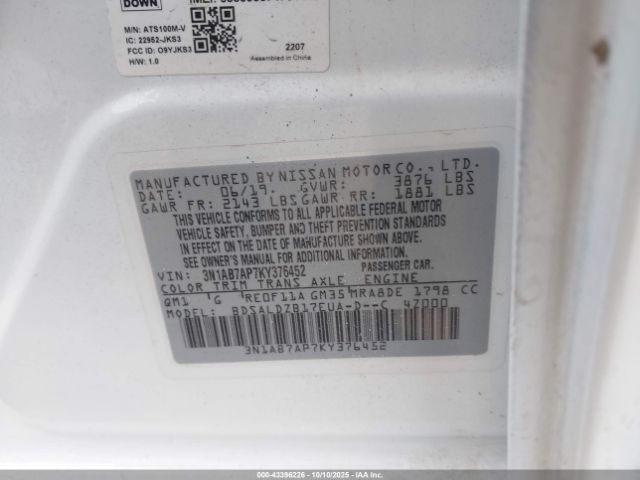 DOWN
M/N: ATS100M-V
IC: 22952-JKS3
FCC ID: O9YJKS3
H/W: 1.0
2207
Assembled in China
MANUFACTURED BY NISSAN MOTOR CO., LTD.
DATE: 06/19. GVWR: 3876 LBS
GAWR FR: 2143 LBS GAWR RR: 1881 LBS
THIS VEHICLE CONFORMS TO ALL APPLICABLE FEDERAL MOTOR
VEHICLE SAFETY, BUMPER AND THEFT PREVENTION STANDARDS
IN EFFECT ON THE DATE OF MANUFACTURE SHOWN ABOVE.
SEE OWNER'S MANUAL FOR ADDITIONAL INFORMATION.
VIN: 3N1AB7AP7KY376452 PASSENGER CAR.
COLOR TRIM TRANS AXLE ENGINE
QM1 G RE0F11A GM35 MRA8DE 1798 CC
MODEL: BDSALDZB17EUA-D--C 47000
3N1AB7AP7KY376452
000-43396226 - 10/10/2025 - IAAI.COM